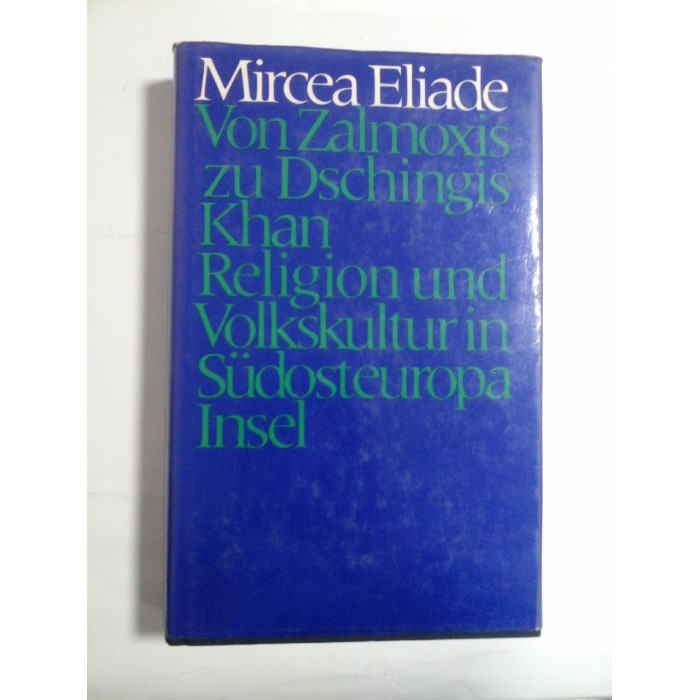 Mircea Eliade
Von Zalmoxis
zu Dschingis
Khan
Religion und
Volkskultur in
Südosteuropa
Insel